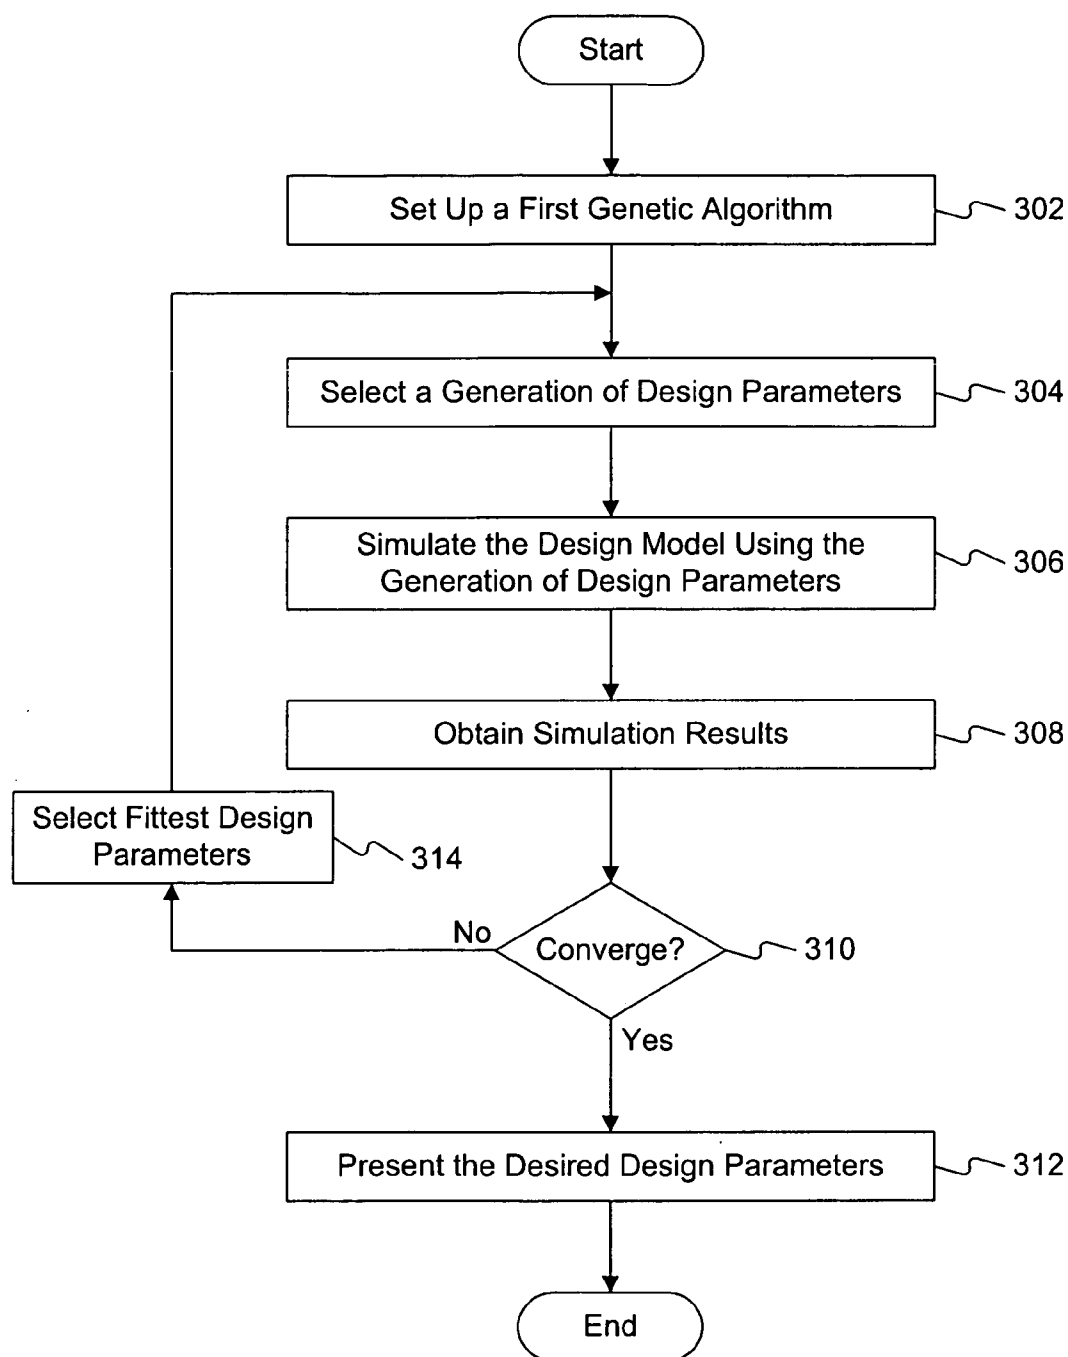 Start
Set Up a First Genetic Algorithm
302
Select a Generation of Design Parameters
304
Simulate the Design Model Using the
Generation of Design Parameters
306
Obtain Simulation Results
308
Select Fittest Design
Parameters
314
No
Converge?
310
Yes
Present the Desired Design Parameters
312
End